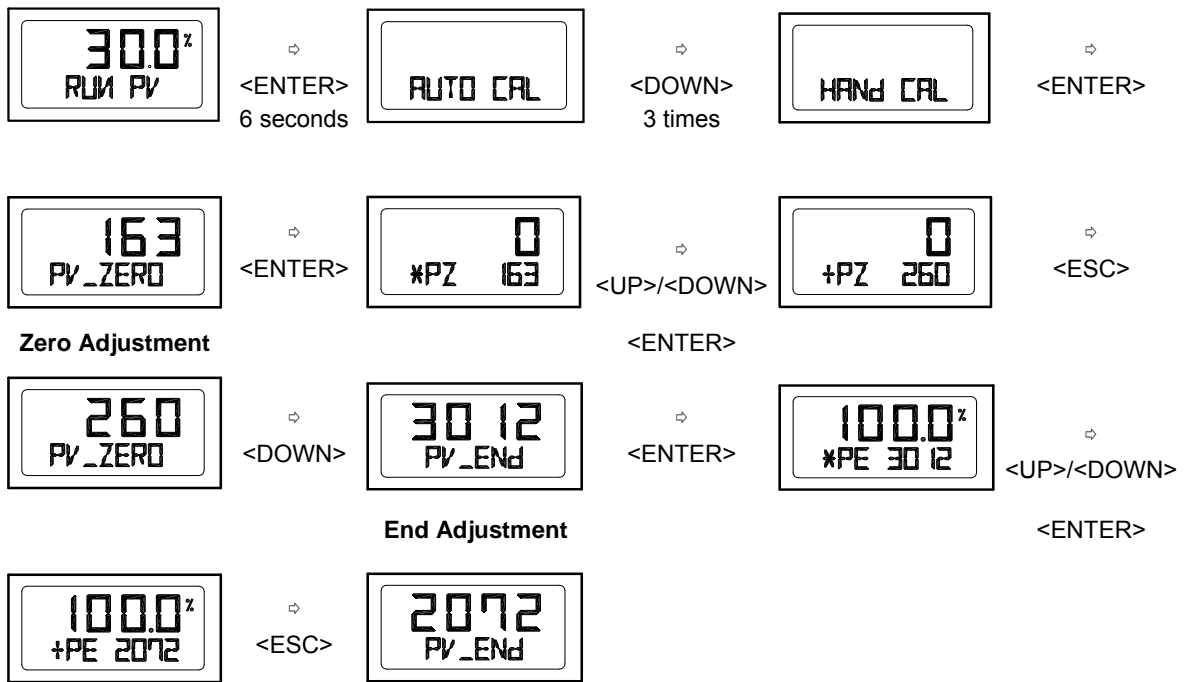 30.0%
RUN PV
⇨
<ENTER>
6 seconds
AUTO CAL
⇨
<DOWN>
3 times
HANd CAL
⇨
<ENTER>
163
PV_ZERO
⇨
<ENTER>
0
*PZ 163
⇨
<UP>/<DOWN>
<ENTER>
0
+PZ 260
⇨
<ESC>
Zero Adjustment
260
PV_ZERO
⇨
<DOWN>
3012
PV_ENd
⇨
<ENTER>
100.0%
*PE 3012
⇨
<UP>/<DOWN>
<ENTER>
End Adjustment
100.0%
+PE 2072
⇨
<ESC>
2072
PV_ENd